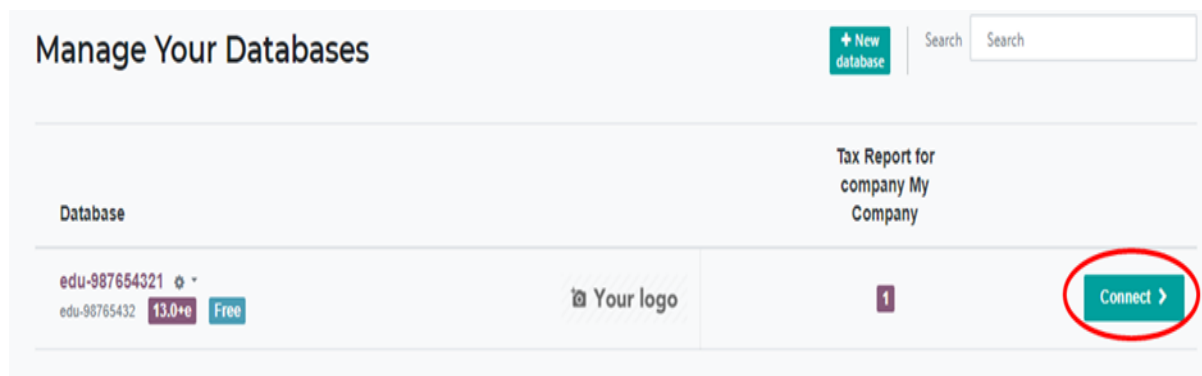 Manage Your Databases
+ New
database
Search
Search
Database
Tax Report for
company My
Company
edu-987654321
edu-98765432 13.0+e Free
Your logo
1
Connect ❯